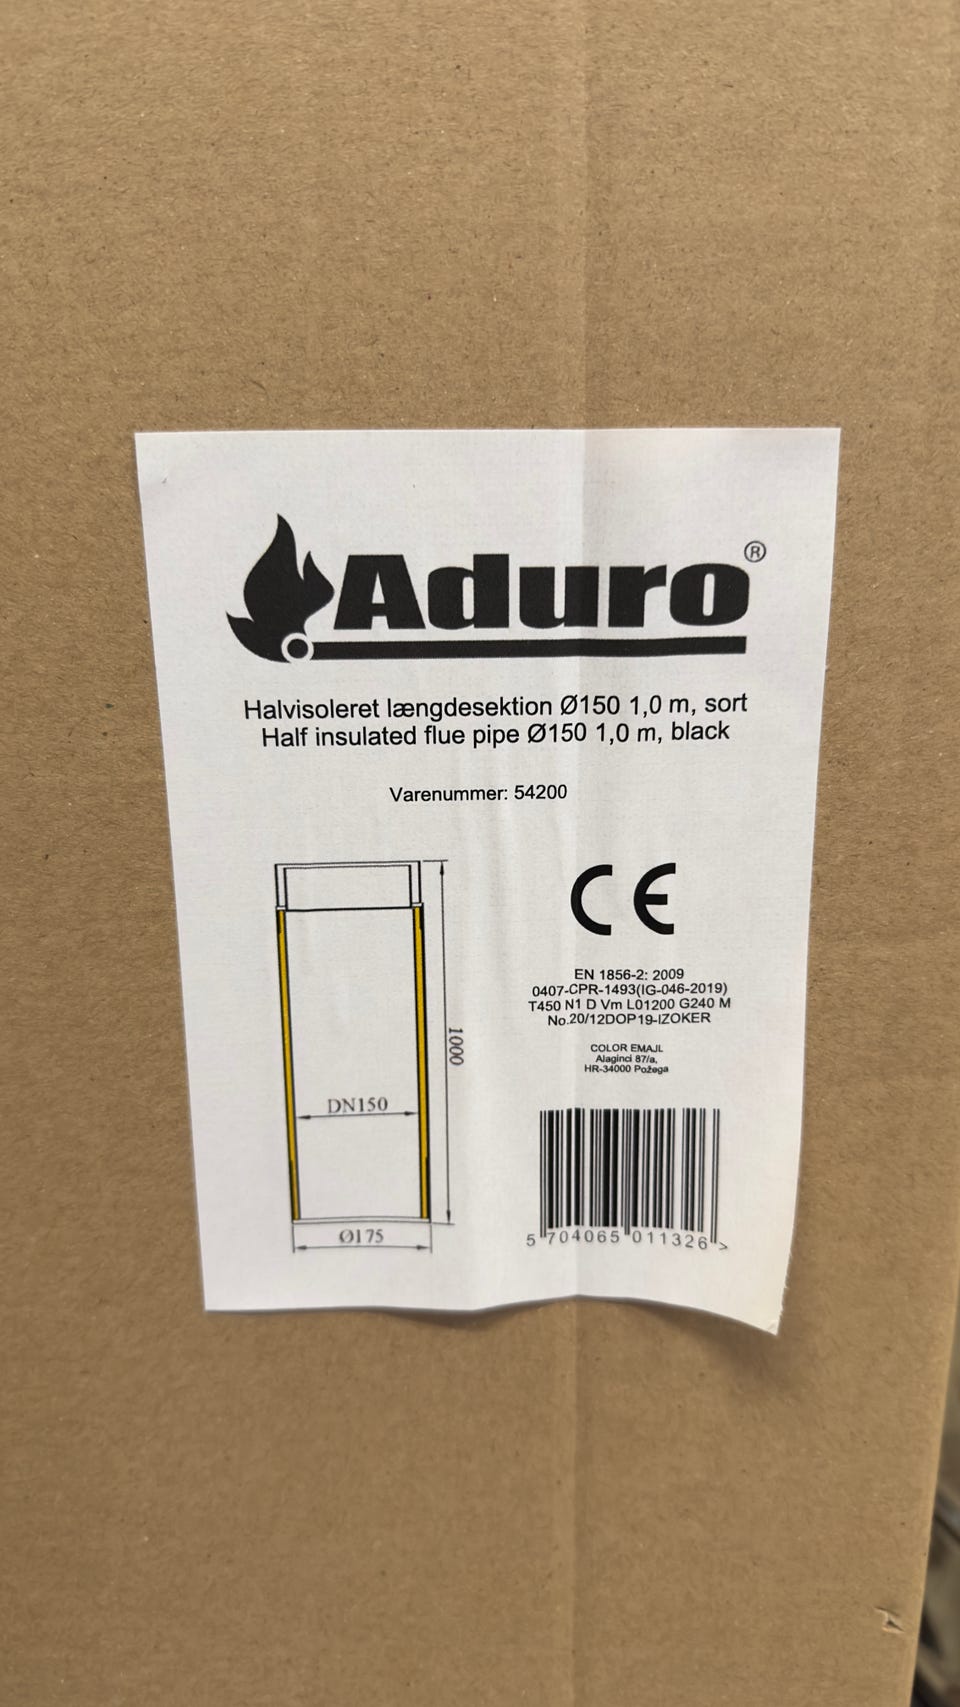 Aduro®
Halvisoleret længdesektion Ø150 1,0 m, sort
Half insulated flue pipe Ø150 1,0 m, black
Varenummer: 54200
1000
DN150
Ø175
CE
EN 1856-2: 2009
0407-CPR-1493(IG-046-2019)
T450 N1 D Vm L01200 G240 M
No.20/12DOP19-IZOKER
COLOR EMAJL
Alaginci 87/a,
HR-34000 Požega
5 704065 011326 >